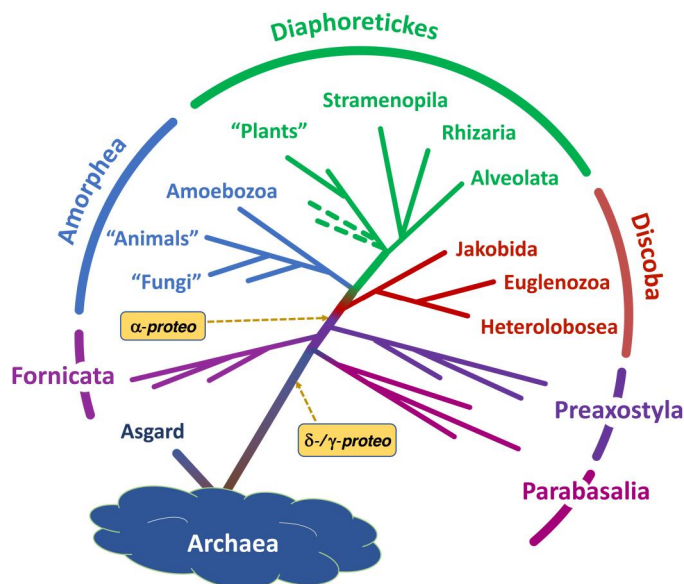 Diaphoretickes
Stramenopila
"Plants"
Rhizaria
Amoebozoa
Alveolata
Amorphea
"Animals"
Jakobida
Discoba
"Fungi"
Euglenozoa
α-proteo
Heterolobosea
Fornicata
Preaxostyla
Asgard
δ-/γ-proteo
Parabasalia
Archaea